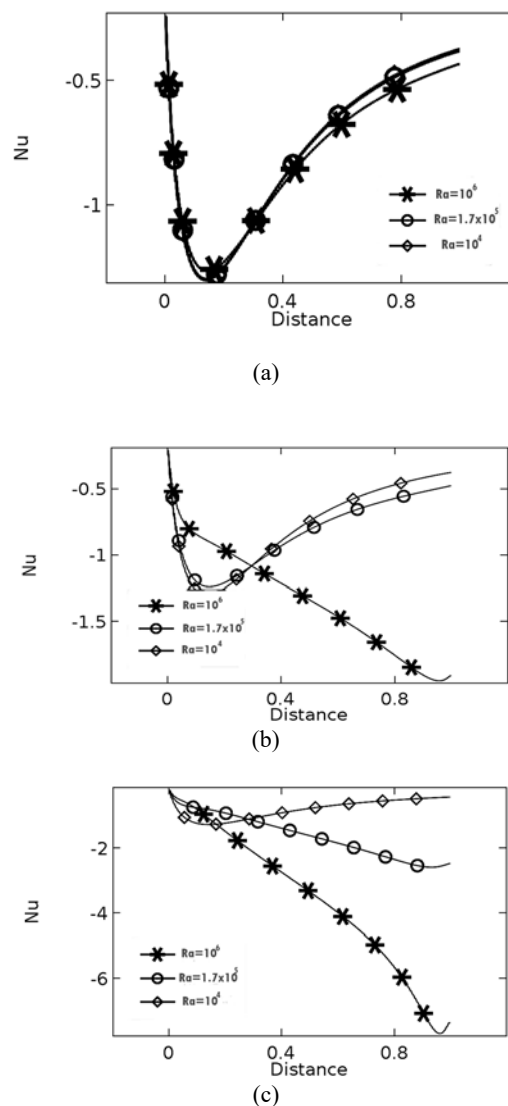 -0.5
-1
Nu
Ra=10⁶
Ra=1.7x10⁵
Ra=10⁴
0 0.4 0.8
Distance
(a)
-0.5
-1
-1.5
Nu
Ra=10⁶
Ra=1.7x10⁵
Ra=10⁴
0 0.4 0.8
Distance
(b)
-2
-4
-6
Nu
Ra=10⁶
Ra=1.7x10⁵
Ra=10⁴
0 0.4 0.8
Distance
(c)